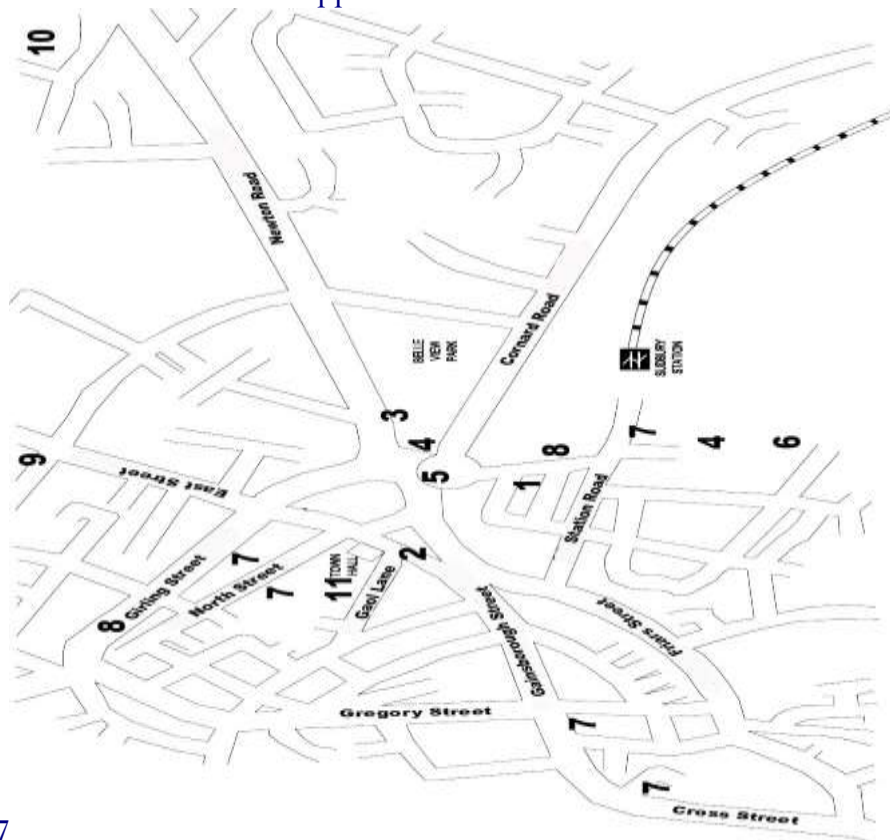 10
Newton Road
BELLE
VIEW
PARK
Cornard Road
SUDBURY
STATION
9
East Street
3
4
5
8
7
1
4
6
Station Road
7
Girling Street
8
North Street
7
11
TOWN
HALL
Gaol Lane
2
Gainsborough Street
Friars Street
Gregory Street
7
7
Cross Street
7